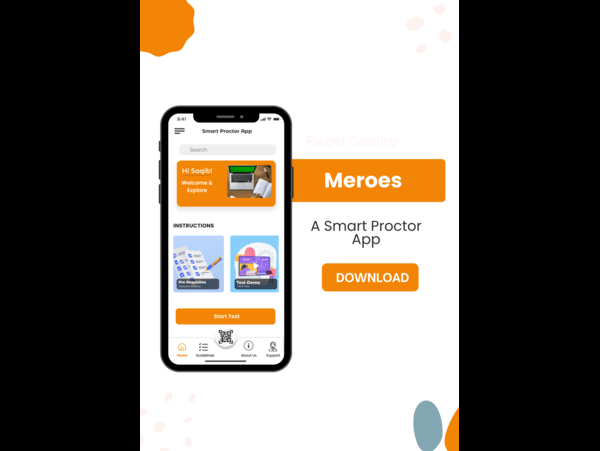 9:41
Smart Proctor App
Search
Hi Saqib!
Welcome &
Explore
INSTRUCTIONS
Pre Requisites
Test Demo
Start Test
Home
Guidelines
About Us
Support
Fauget Catering
Meroes
A Smart Proctor
App
DOWNLOAD